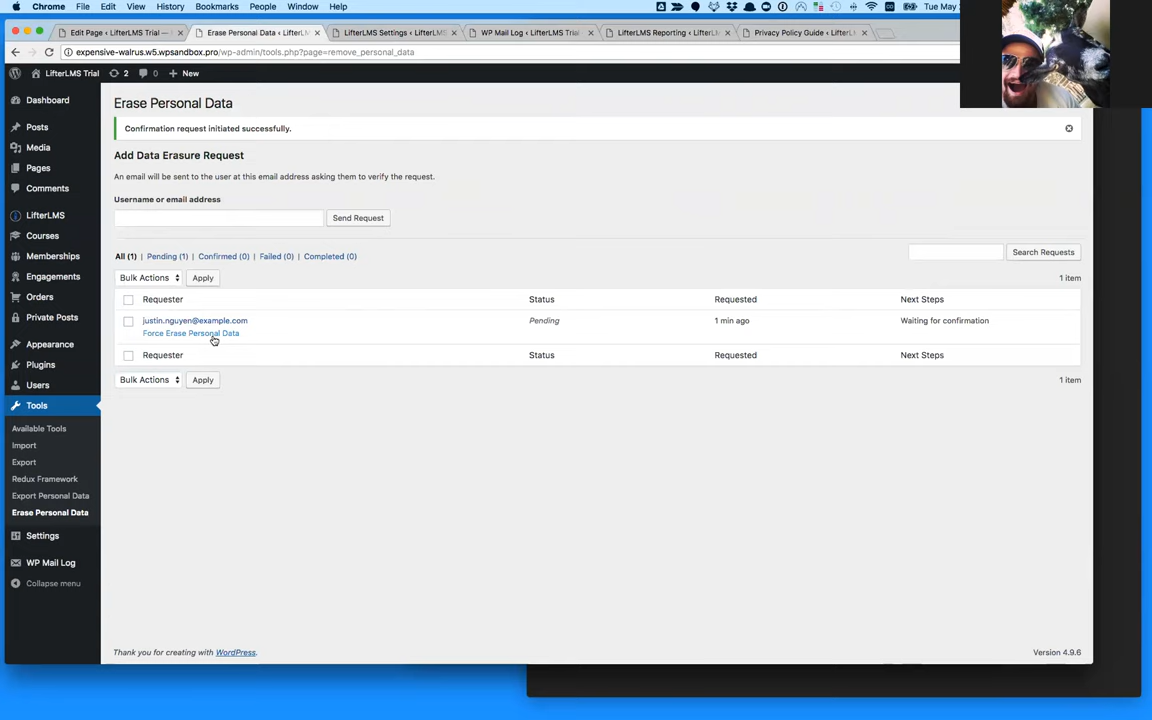 Chrome File Edit View History Bookmarks People Window Help Tue May
Edit Page ‹ LifterLMS Trial — Erase Personal Data ‹ LifterLM LifterLMS Settings ‹ LifterLMS WP Mail Log ‹ LifterLMS Trial LifterLMS Reporting ‹ LifterLM Privacy Policy Guide ‹ LifterL
expensive-walrus.w5.wpsandbox.pro/wp-admin/tools.php?page=remove_personal_data
LifterLMS Trial 2 0 New
Dashboard
Posts
Media
Pages
Comments
LifterLMS
Courses
Memberships
Engagements
Orders
Private Posts
Appearance
Plugins
Users
Tools
Available Tools
Import
Export
Redux Framework
Export Personal Data
Erase Personal Data
Settings
WP Mail Log
Collapse menu
Erase Personal Data
Confirmation request initiated successfully.
Add Data Erasure Request
An email will be sent to the user at this email address asking them to verify the request.
Username or email address
Send Request
All (1) | Pending (1) | Confirmed (0) | Failed (0) | Completed (0)
Search Requests
Bulk Actions Apply 1 item
Requester Status Requested Next Steps
justin.nguyen@example.com Pending 1 min ago Waiting for confirmation
Force Erase Personal Data
Requester Status Requested Next Steps
Bulk Actions Apply 1 item
Thank you for creating with WordPress. Version 4.9.6